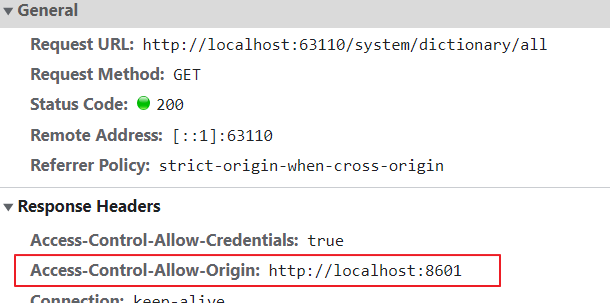 General
Request URL: http://localhost:63110/system/dictionary/all
Request Method: GET
Status Code: 200
Remote Address: [::1]:63110
Referrer Policy: strict-origin-when-cross-origin
Response Headers
Access-Control-Allow-Credentials: true
Access-Control-Allow-Origin: http://localhost:8601
Connection: keep-alive